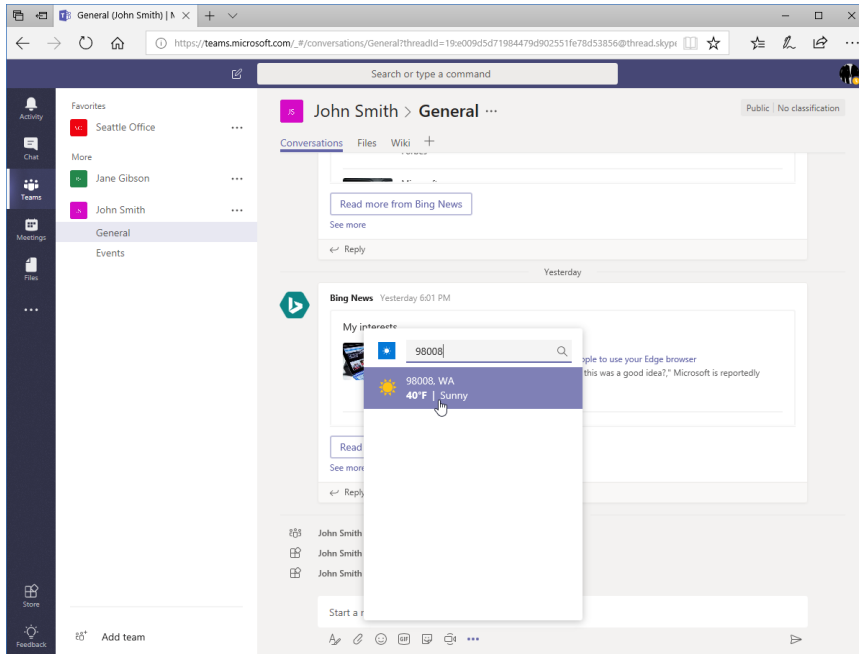 General (John Smith) | M
https://teams.microsoft.com/_#/conversations/General?threadId=19:e009d5d71984479d902551fe78d53856@thread.skype
Search or type a command
Activity
Chat
Teams
Meetings
Files
Store
Feedback
Favorites
Seattle Office
More
Jane Gibson
JS John Smith
General
Events
Add team
JS John Smith > General
Public No classification
Conversations Files Wiki
Read more from Bing News
See more
Reply
Yesterday
Bing News Yesterday 6:01 PM
My interests
ople to use your Edge browser
this was a good idea?," Microsoft is reportedly
98008
98008, WA
40°F | Sunny
Read
See more
Reply
John Smith
John Smith
John Smith
Start a
GIF